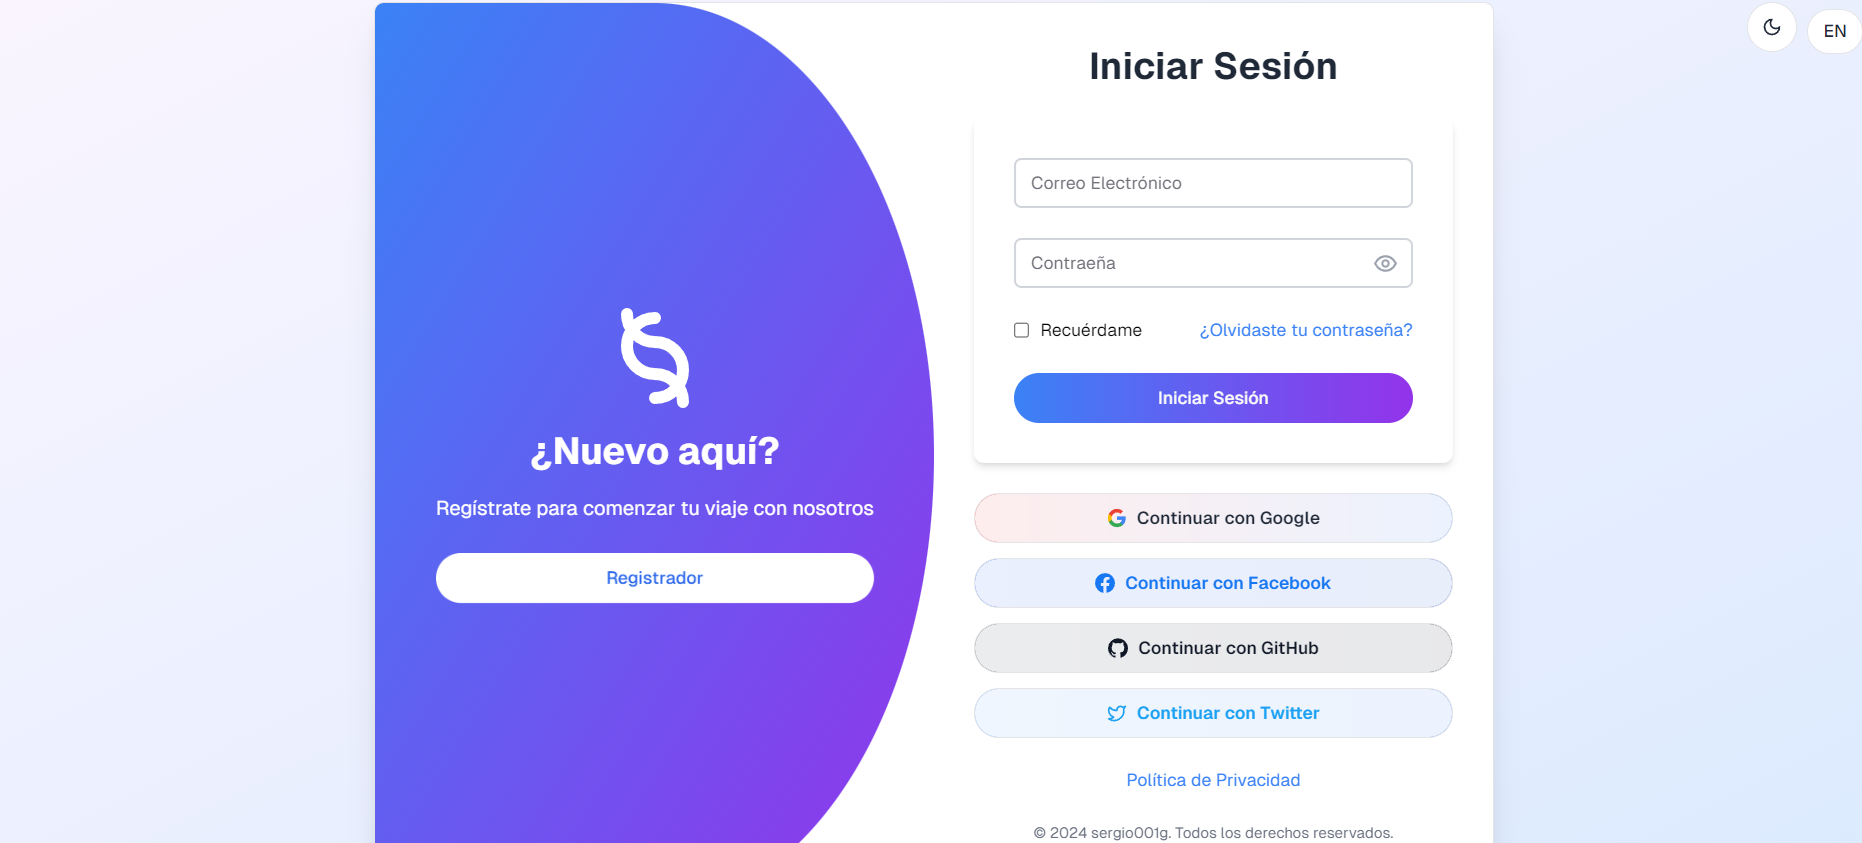 EN
¿Nuevo aquí?
Regístrate para comenzar tu viaje con nosotros
Registrador
Iniciar Sesión
Correo Electrónico
Contraeña
Recuérdame
¿Olvidaste tu contraseña?
Iniciar Sesión
Continuar con Google
Continuar con Facebook
Continuar con GitHub
Continuar con Twitter
Política de Privacidad
© 2024 sergio001g. Todos los derechos reservados.